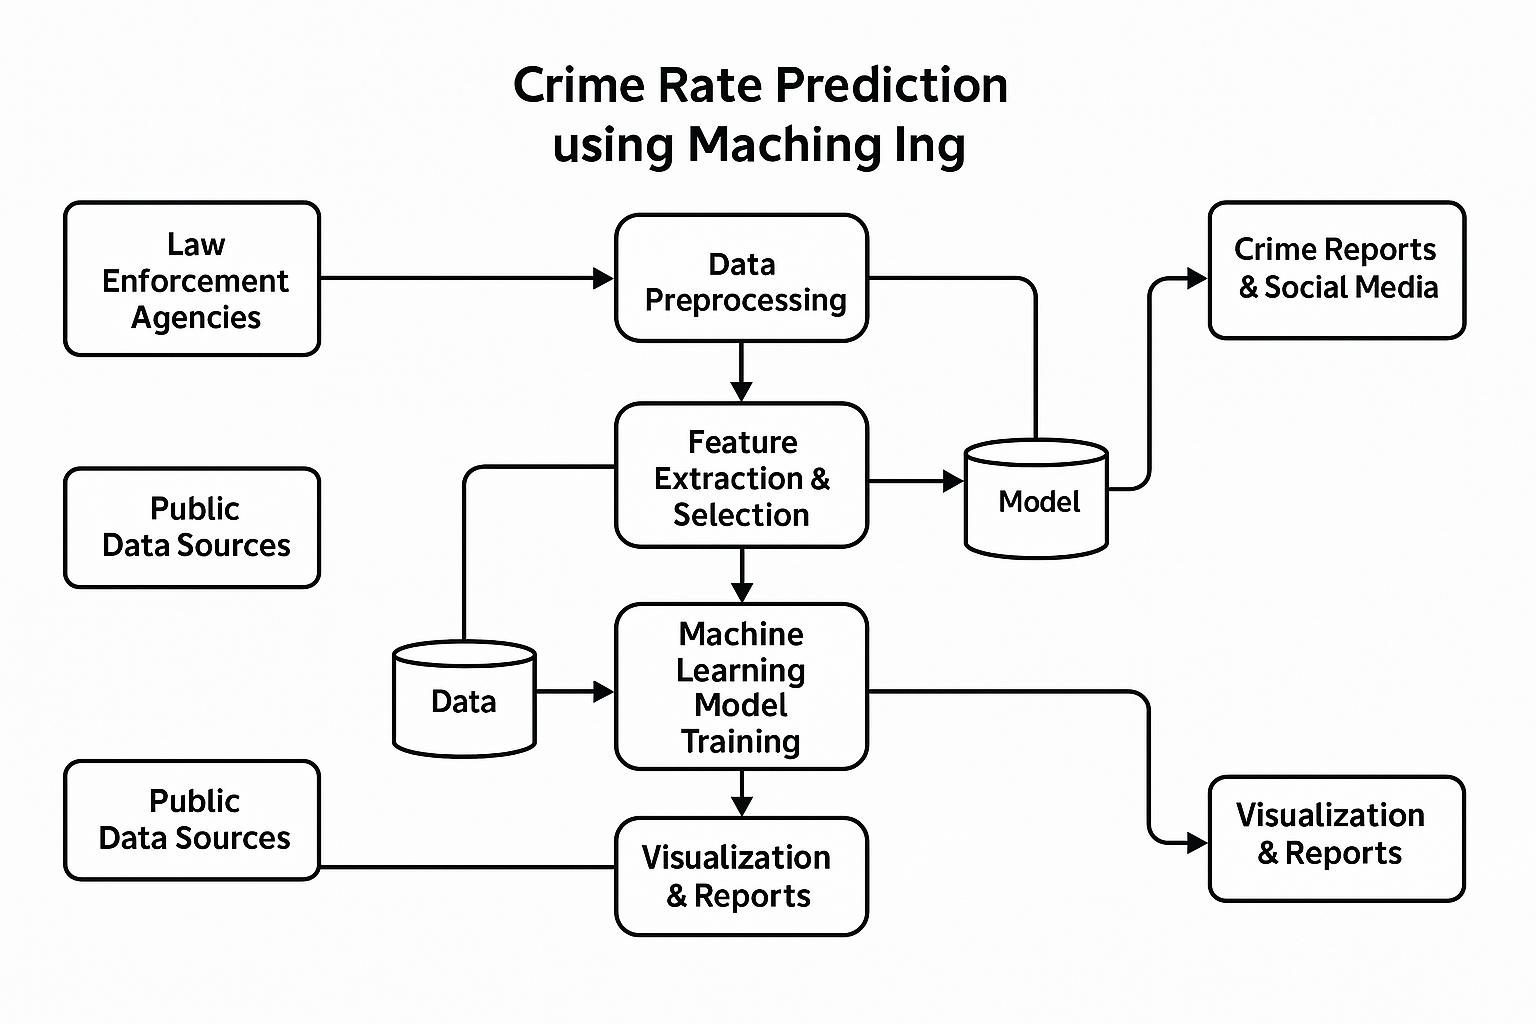 Crime Rate Prediction
using Maching Ing
Law
Enforcement
Agencies
Data
Preprocessing
Crime Reports
& Social Media
Feature
Extraction &
Selection
Model
Public
Data Sources
Machine
Learning
Model
Training
Data
Public
Data Sources
Visualization
& Reports
Visualization
& Reports